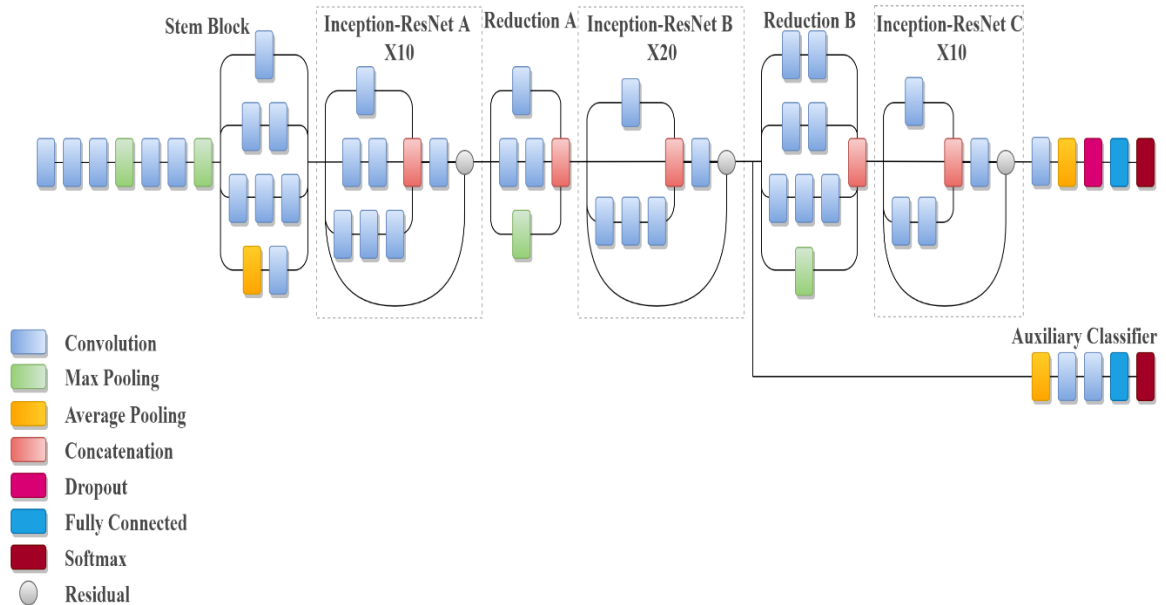 Stem Block
Inception-ResNet A
X10
Reduction A
Inception-ResNet B
X20
Reduction B
Inception-ResNet C
X10
Auxiliary Classifier
Convolution
Max Pooling
Average Pooling
Concatenation
Dropout
Fully Connected
Softmax
Residual